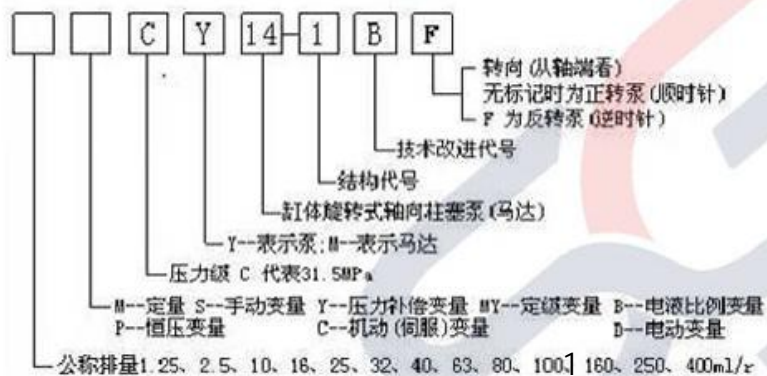 C Y 14-1 B F
转向(从轴端看)
无标记时为正转泵(顺时针)
F 为反转泵(逆时针)
技术改进代号
结构代号
缸体旋转式轴向柱塞泵(马达)
Y--表示泵;M--表示马达
压力级 C 代表31.5MPa
M--定量 S--手动变量 Y--压力补偿变量 MY--定级变量 B--电液比例变量
P--恒压变量 C--机动(伺服)变量 D--电动变量
公称排量1.25、2.5、10、16、25、32、40、63、80、100、160、250、400ml/r